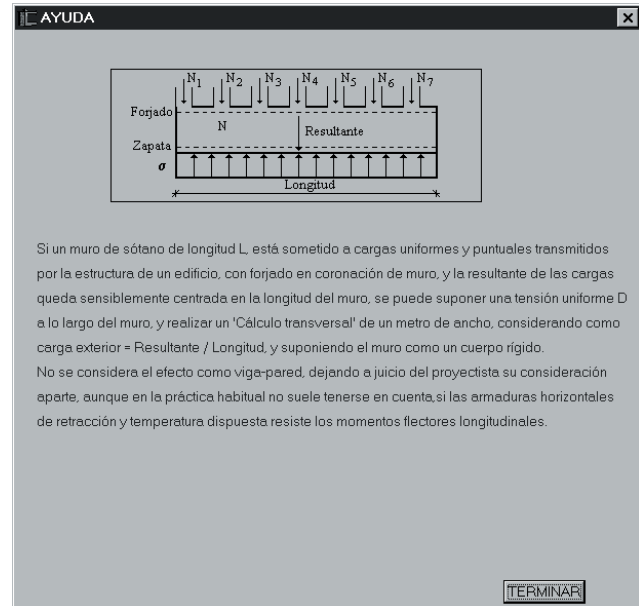 AYUDA
N1 N2 N3 N4 N5 N6 N7
Forjado
N Resultante
Zapata
σ
Longitud
Si un muro de sótano de longitud L, está sometido a cargas uniformes y puntuales transmitidos
por la estructura de un edificio, con forjado en coronación de muro, y la resultante de las cargas
queda sensiblemente centrada en la longitud del muro, se puede suponer una tensión uniforme D
a lo largo del muro, y realizar un 'Cálculo transversal' de un metro de ancho, considerando como
carga exterior = Resultante / Longitud, y suponiendo el muro como un cuerpo rígido.
No se considera el efecto como viga-pared, dejando a juicio del proyectista su consideración
aparte, aunque en la práctica habitual no suele tenerse en cuenta,si las armaduras horizontales
de retracción y temperatura dispuesta resiste los momentos flectores longitudinales.
TERMINAR